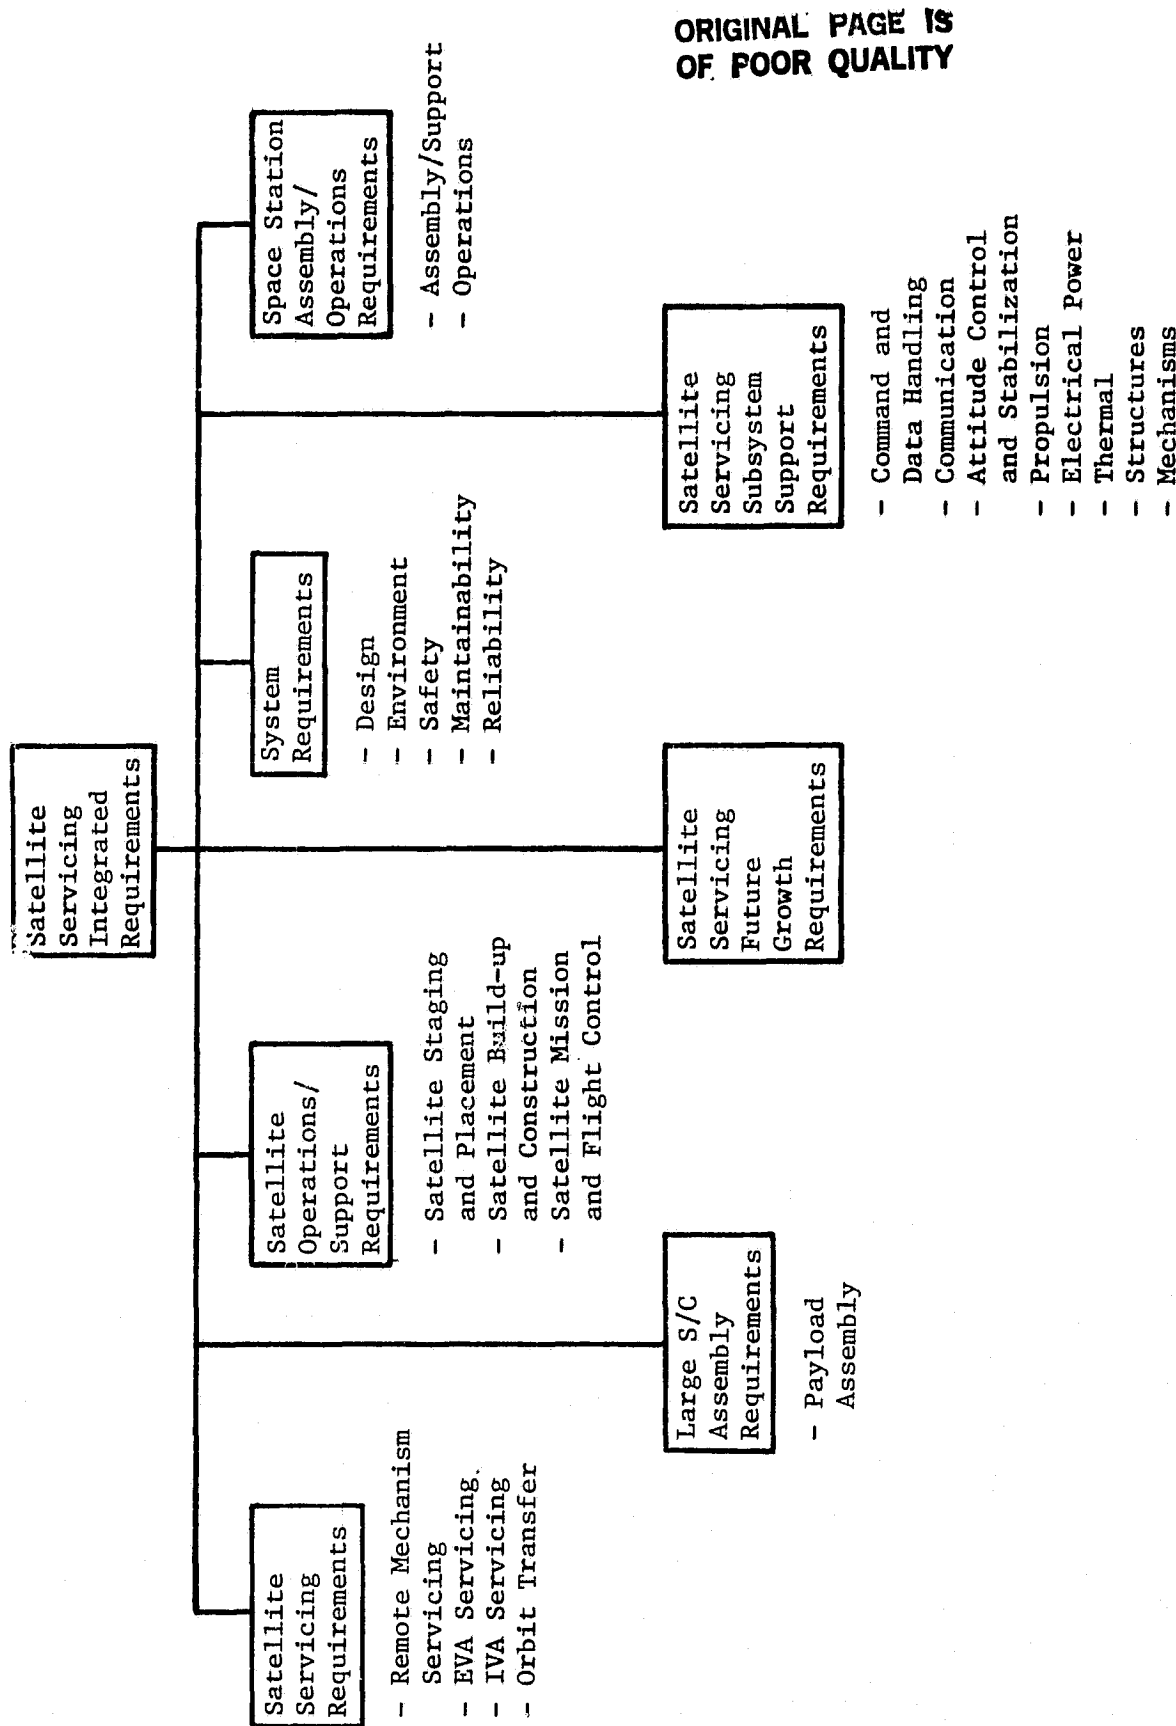 ORIGINAL PAGE IS
OF POOR QUALITY
Satellite
Servicing
Integrated
Requirements
Satellite
Servicing
Requirements
- Remote Mechanism
Servicing
- EVA Servicing
- IVA Servicing
- Orbit Transfer
Satellite
Operations/
Support
Requirements
- Satellite Staging
and Placement
- Satellite Build-up
and Construction
- Satellite Mission
and Flight Control
System
Requirements
- Design
- Environment
- Safety
- Maintainability
- Reliability
Space Station
Assembly/
Operations
Requirements
- Assembly/Support
- Operations
Large S/C
Assembly
Requirements
- Payload
Assembly
Satellite
Servicing
Future
Growth
Requirements
Satellite
Servicing
Subsystem
Support
Requirements
- Command and
Data Handling
- Communication
- Attitude Control
and Stabilization
- Propulsion
- Electrical Power
- Thermal
- Structures
- Mechanisms